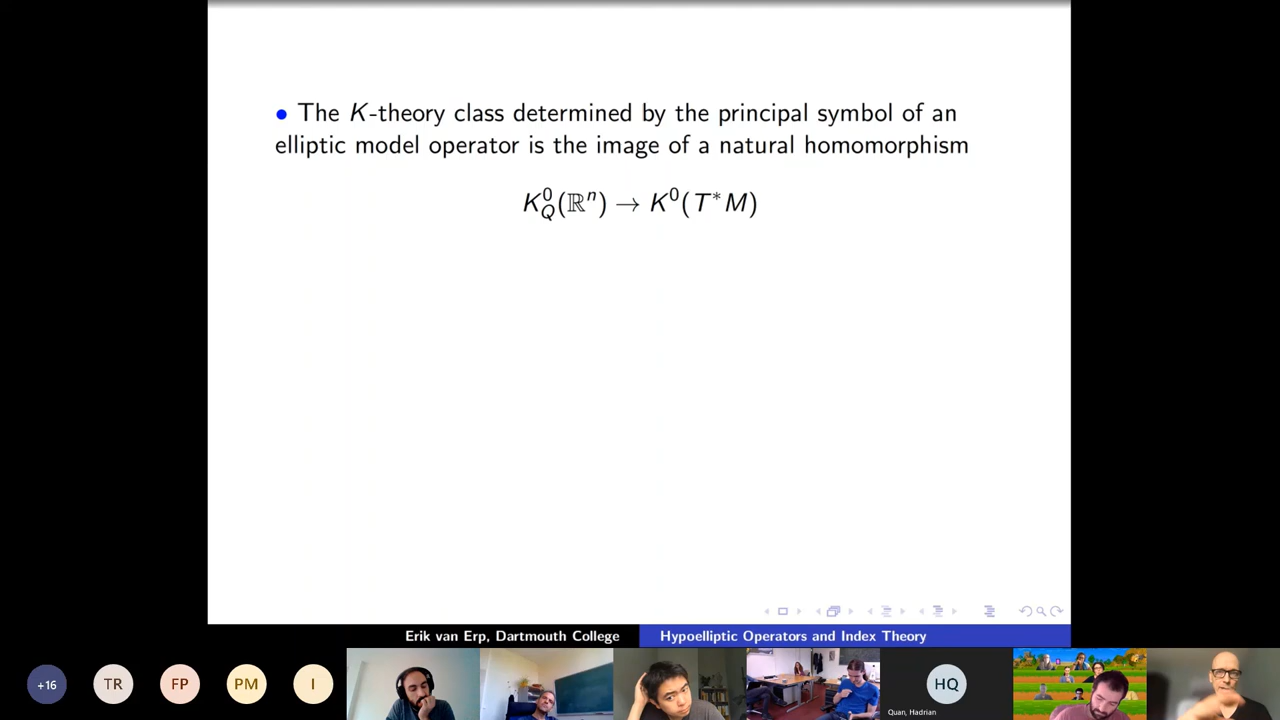 • The K-theory class determined by the principal symbol of an
elliptic model operator is the image of a natural homomorphism
K⁰_Q(ℝⁿ) → K⁰(T*M)
Erik van Erp, Dartmouth College
Hypoelliptic Operators and Index Theory
+16
TR
FP
PM
I
HQ
Quan, Hadrian